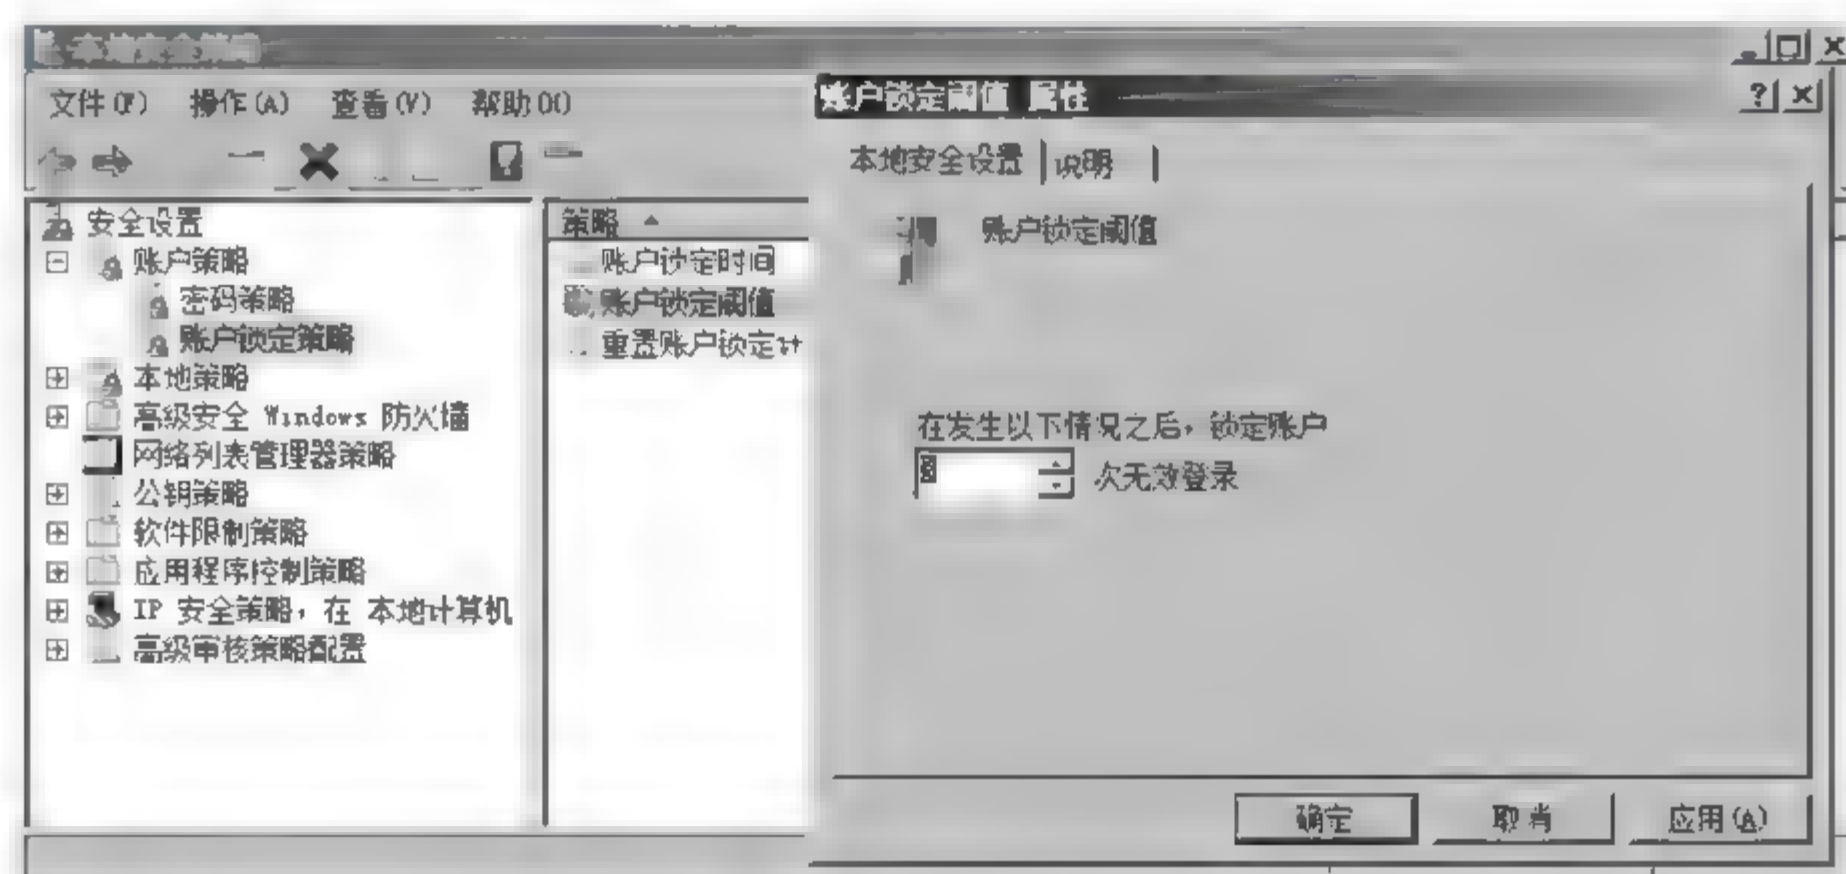 本地安全策略
文件(F) 操作(A) 查看(V) 帮助(H)
安全设置
账户策略
密码策略
账户锁定策略
本地策略
高级安全 Windows 防火墙
网络列表管理器策略
公钥策略
软件限制策略
应用程序控制策略
IP 安全策略，在 本地计算机
高级审核策略配置
策略
账户锁定时间
账户锁定阈值
重置账户锁定计
账户锁定阈值 属性
本地安全设置 说明
账户锁定阈值
在发生以下情况之后，锁定账户
次无效登录
确定 取消 应用(A)